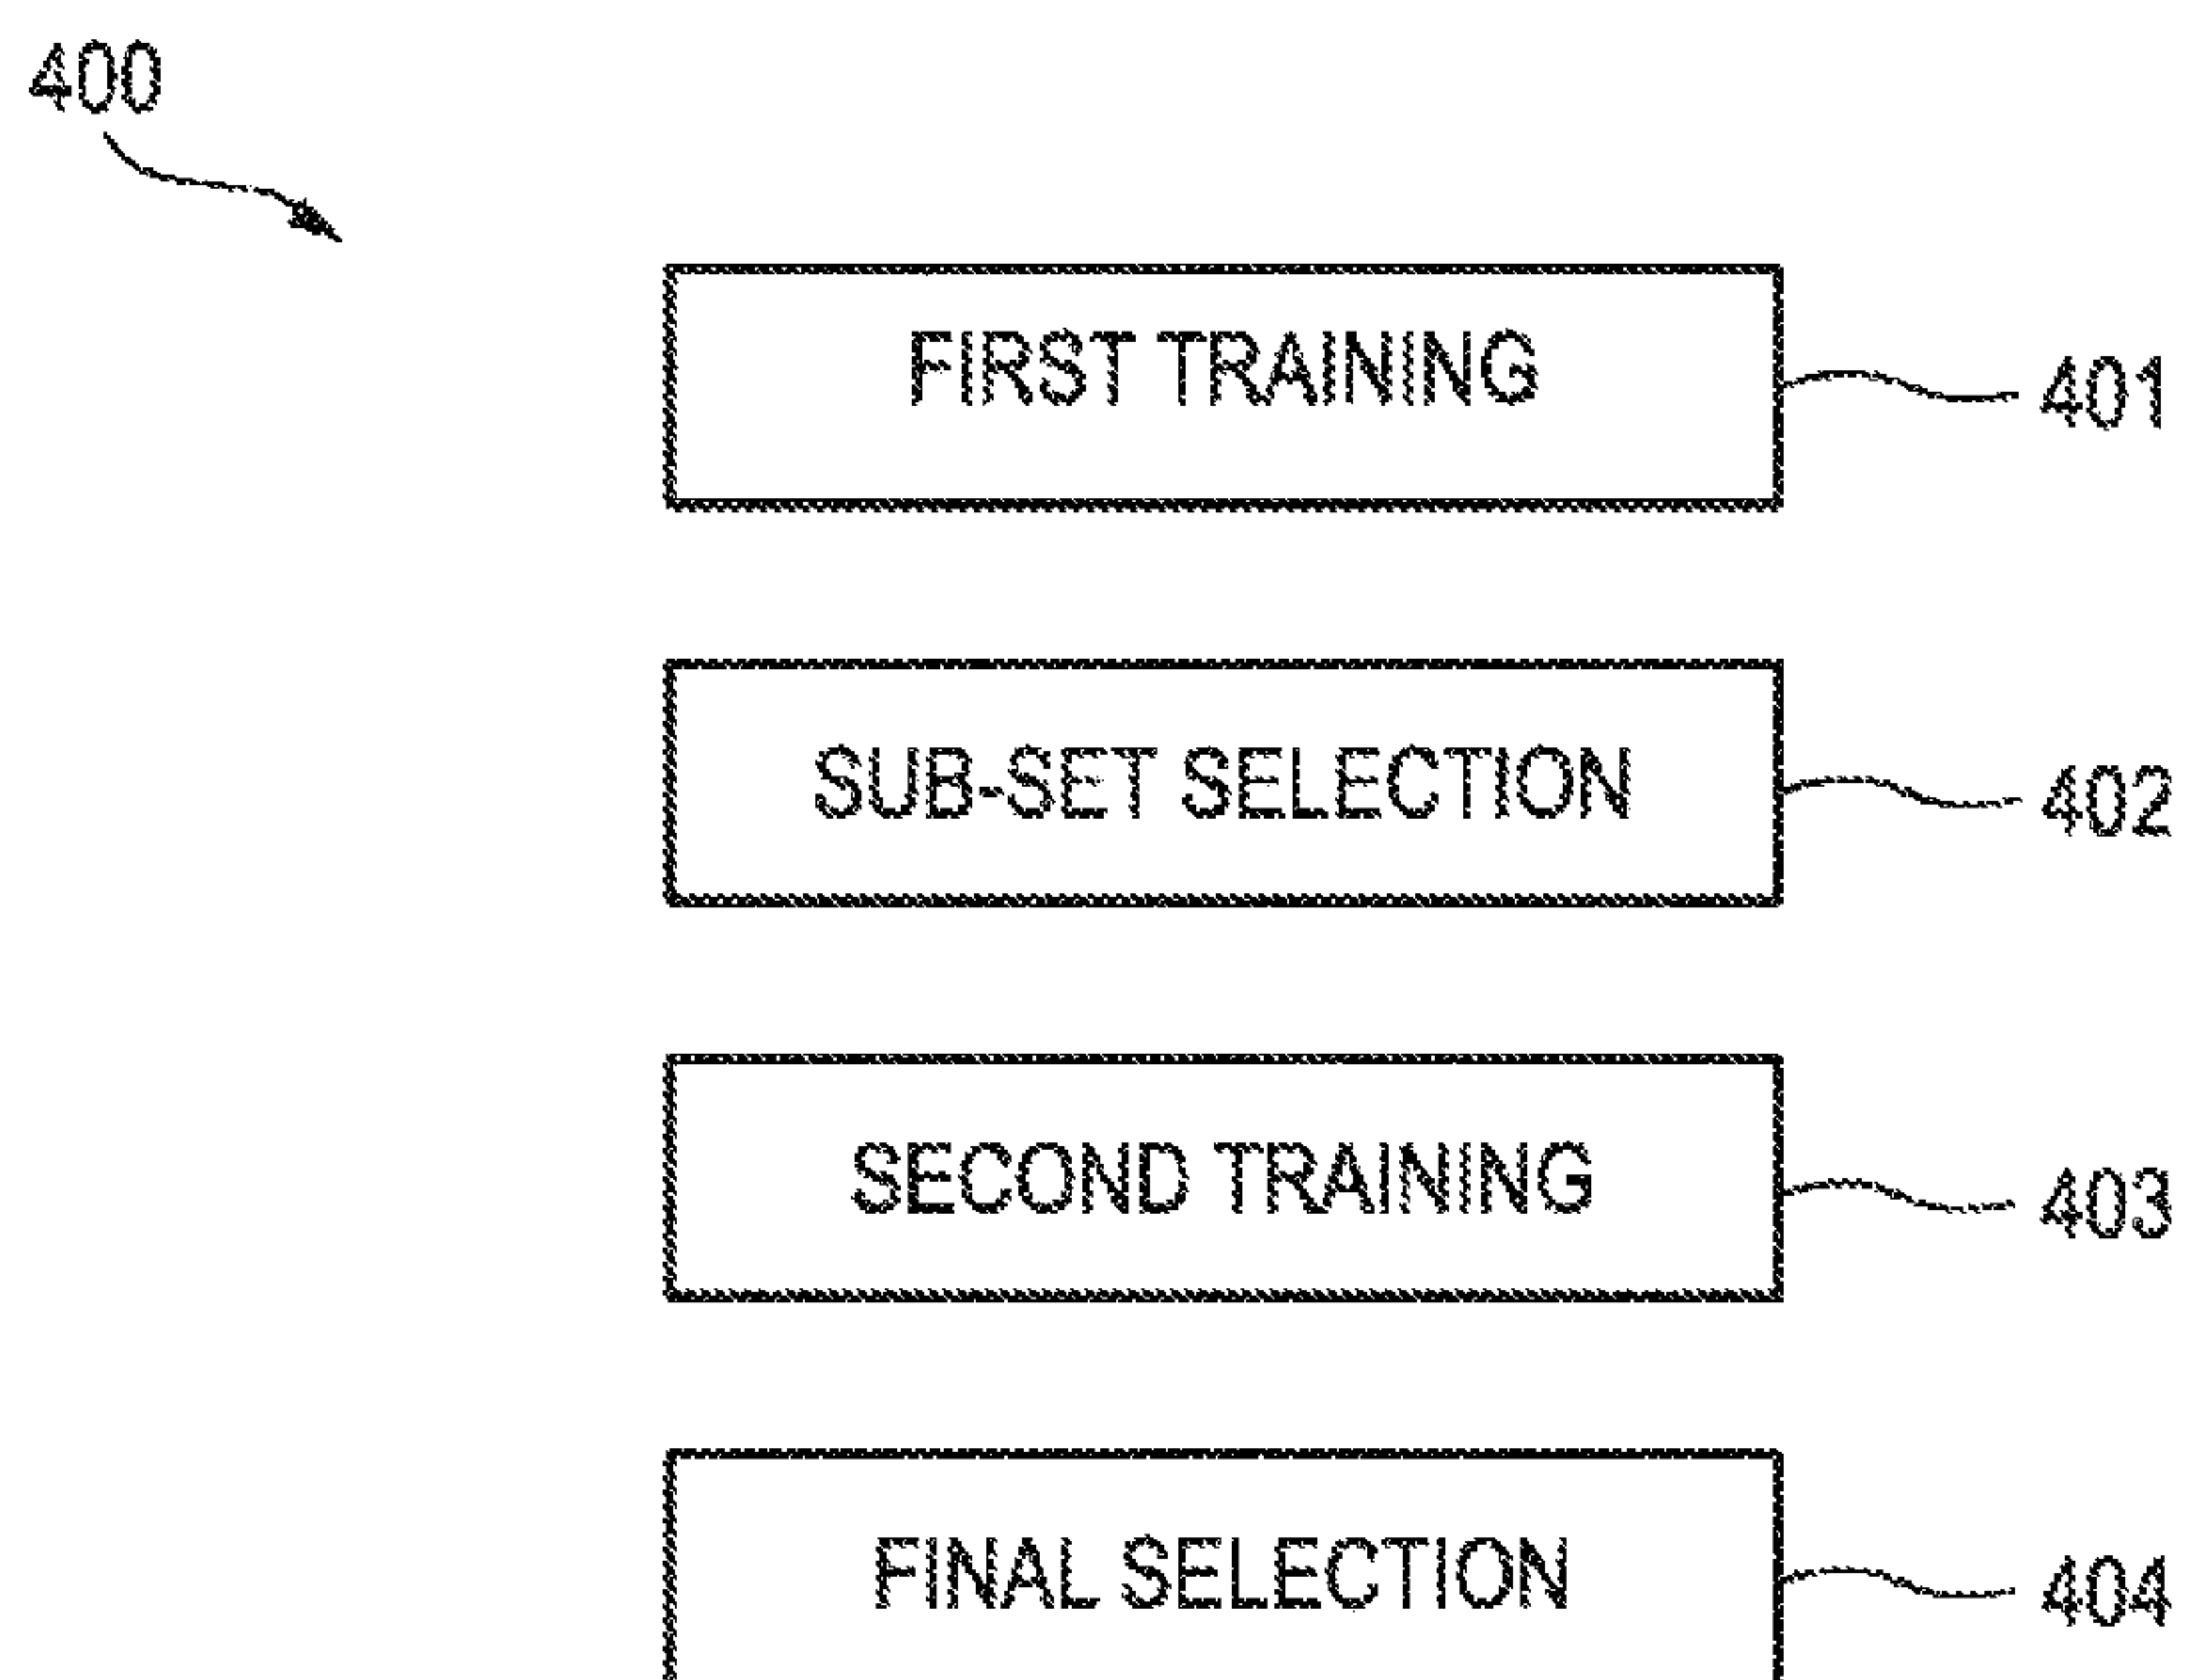 400
FIRST TRAINING
401
SUB-SET SELECTION
402
SECOND TRAINING
403
FINAL SELECTION
404